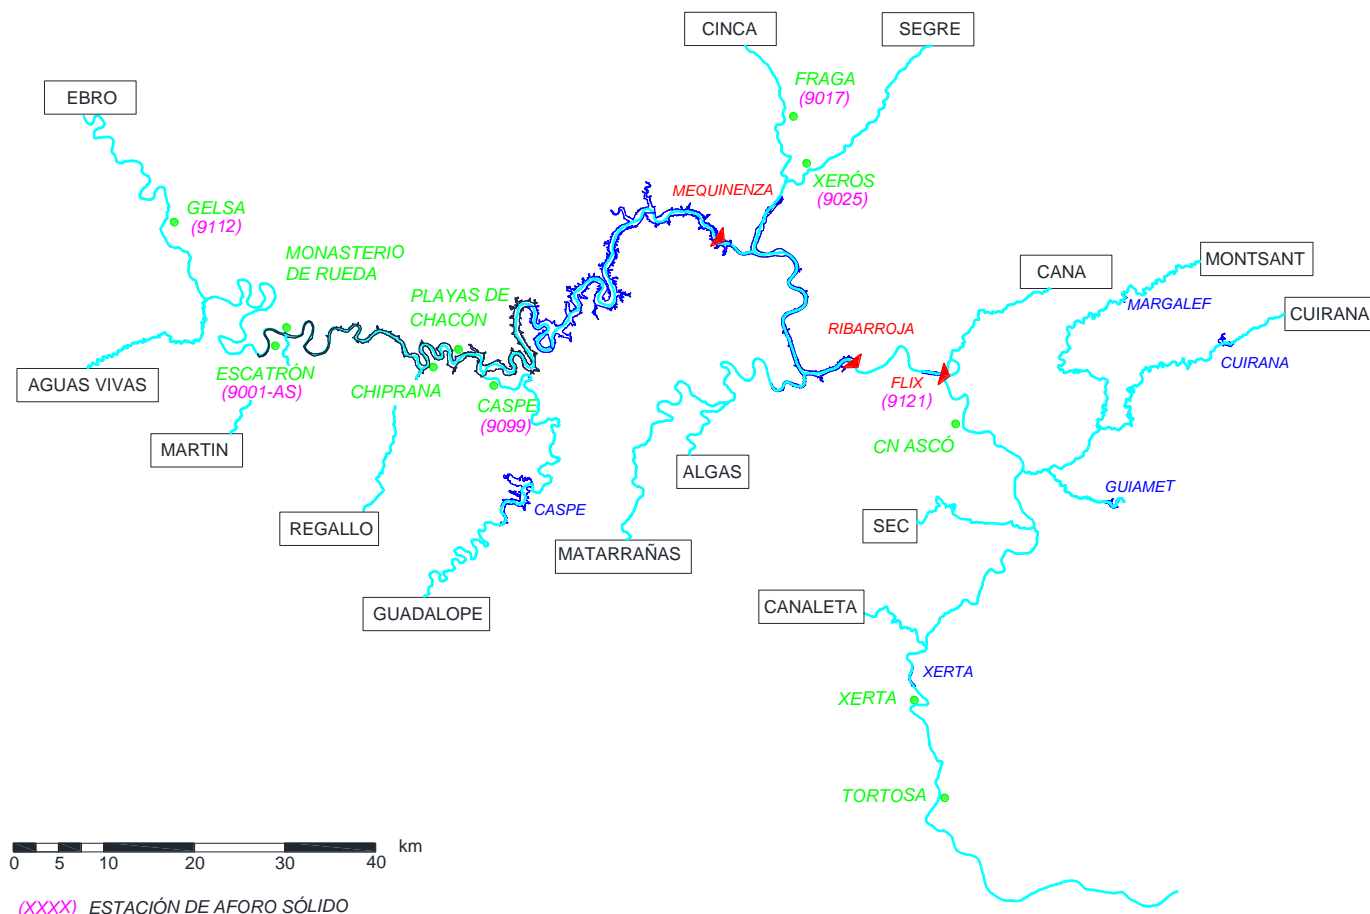 CINCA
SEGRE
FRAGA
(9017)
EBRO
XERÓS
(9025)
MEQUINENZA
GELSA
(9112)
MONASTERIO
DE RUEDA
MONTSANT
CANA
PLAYAS DE
CHACÓN
MARGALEF
CUIRANA
RIBARROJA
CUIRANA
ESCATRÓN
(9001-AS)
AGUAS VIVAS
CHIPRANA
CASPE
(9099)
FLIX
(9121)
MARTIN
CN ASCÓ
ALGAS
GUIAMET
CASPE
REGALLO
SEC
MATARRAÑAS
GUADALOPE
CANALETA
XERTA
XERTA
TORTOSA
km
0 5 10 20 30 40
(XXXX) ESTACIÓN DE AFORO SÓLIDO